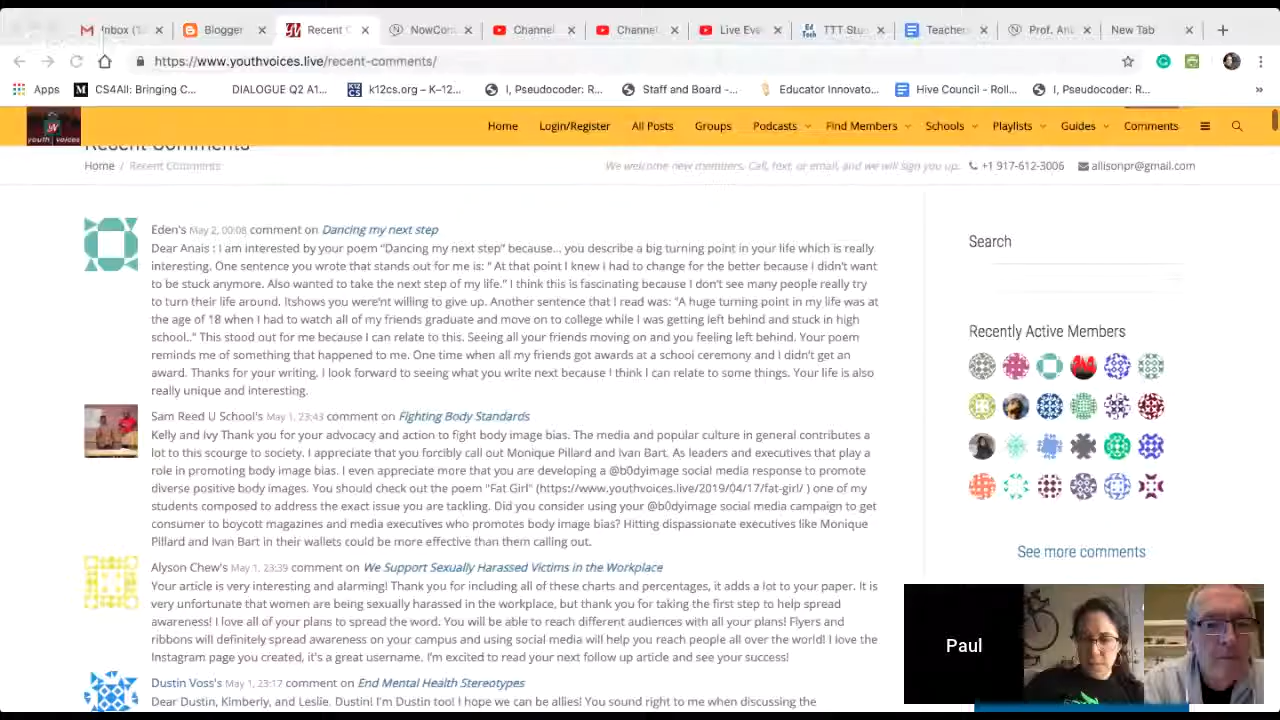 Inbox (1
Blogger
Recent C
NowCom
Channel
Channel
Live Eve
TTT Stud
Teachers
Prof. Ant
New Tab
https://www.youthvoices.live/recent-comments/
Apps
CS4All: Bringing C...
DIALOGUE Q2 A1...
k12cs.org – K–12...
I, Pseudocoder: R...
Staff and Board -...
Educator Innovato...
Hive Council - Roll...
I, Pseudocoder: R...
»
youth voices
Home
Login/Register
All Posts
Groups
Podcasts
Find Members
Schools
Playlists
Guides
Comments
Recent Comments
Home / Recent Comments
We welcome new members. Call, text, or email, and we will sign you up.
+1 917-612-3006
allisonpr@gmail.com
Eden's May 2, 00:08 comment on Dancing my next step
Dear Anais : I am interested by your poem “Dancing my next step” because... you describe a big turning point in your life which is really
interesting. One sentence you wrote that stands out for me is: “ At that point I knew i had to change for the better because I didn’t want
to be stuck anymore. Also wanted to take the next step of my life.” I think this is fascinating because I don’t see many people really try
to turn their life around. Itshows you were’nt willing to give up. Another sentence that I read was: “A huge turning point in my life was at
the age of 18 when I had to watch all of my friends graduate and move on to college while I was getting left behind and stuck in high
school..” This stood out for me because I can relate to this. Seeing all your friends moving on and you feeling left behind. Your poem
reminds me of something that happened to me. One time when all my friends got awards at a school ceremony and I didn’t get an
award. Thanks for your writing. I look forward to seeing what you write next because I think I can relate to some things. Your life is also
really unique and interesting.
Sam Reed U School's May 1, 23:43 comment on Fighting Body Standards
Kelly and Ivy Thank you for your advocacy and action to fight body image bias. The media and popular culture in general contributes a
lot to this scourge to society. I appreciate that you forcibly call out Monique Pillard and Ivan Bart. As leaders and executives that play a
role in promoting body image bias. I even appreciate more that you are developing a @b0dyimage social media response to promote
diverse positive body images. You should check out the poem "Fat Girl" (https://www.youthvoices.live/2019/04/17/fat-girl/ ) one of my
students composed to address the exact issue you are tackling. Did you consider using your @b0dyimage social media campaign to get
consumer to boycott magazines and media executives who promotes body image bias? Hitting dispassionate executives like Monique
Pillard and Ivan Bart in their wallets could be more effective than them calling out.
Alyson Chew's May 1, 23:39 comment on We Support Sexually Harassed Victims in the Workplace
Your article is very interesting and alarming! Thank you for including all of these charts and percentages, it adds a lot to your paper. It is
very unfortunate that women are being sexually harassed in the workplace, but thank you for taking the first step to help spread
awareness! I love all of your plans to spread the word. You will be able to reach different audiences with all your plans! Flyers and
ribbons will definitely spread awareness on your campus and using social media will help you reach people all over the world! I love the
Instagram page you created, it’s a great username. I’m excited to read your next follow up article and see your success!
Dustin Voss's May 1, 23:17 comment on End Mental Health Stereotypes
Dear Dustin, Kimberly, and Leslie, Dustin! I'm Dustin too! I hope we can be allies! You sound right to me when discussing the
Search
Recently Active Members
See more comments
Paul